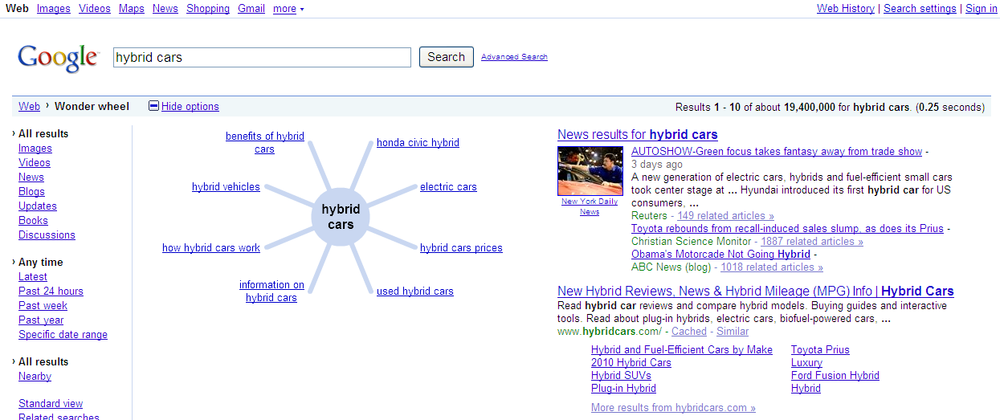 Web Images Videos Maps News Shopping Gmail more
Web History | Search settings | Sign in
Google
hybrid cars
Search
Advanced Search
Web › Wonder wheel
Hide options
Results 1 - 10 of about 19,400,000 for hybrid cars. (0.25 seconds)
› All results
Images
Videos
News
Blogs
Updates
Books
Discussions
› Any time
Latest
Past 24 hours
Past week
Past year
Specific date range
› All results
Nearby
Standard view
Related searches
hybrid
cars
benefits of hybrid
cars
honda civic hybrid
hybrid vehicles
electric cars
how hybrid cars work
hybrid cars prices
information on
hybrid cars
used hybrid cars
News results for hybrid cars
New York Daily
News
AUTOSHOW-Green focus takes fantasy away from trade show -
3 days ago
A new generation of electric cars, hybrids and fuel-efficient small cars
took center stage at ... Hyundai introduced its first hybrid car for US
consumers, ...
Reuters - 149 related articles »
Toyota rebounds from recall-induced sales slump, as does its Prius -
Christian Science Monitor - 1887 related articles »
Obama's Motorcade Not Going Hybrid -
ABC News (blog) - 1018 related articles »
New Hybrid Reviews, News & Hybrid Mileage (MPG) Info | Hybrid Cars
Read hybrid car reviews and compare hybrid models. Buying guides and interactive
tools. Read about plug-in hybrids, electric cars, biofuel-powered cars, ...
www.hybridcars.com/ - Cached - Similar
Hybrid and Fuel-Efficient Cars by Make
2010 Hybrid Cars
Hybrid SUVs
Plug-in Hybrid
Toyota Prius
Luxury
Ford Fusion Hybrid
Hybrid
More results from hybridcars.com »